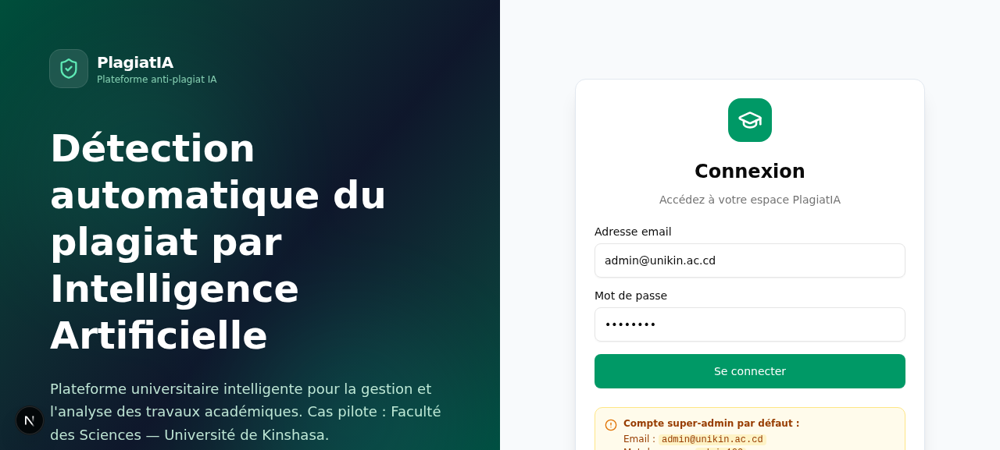 PlagiatIA
Plateforme anti-plagiat IA
Détection
automatique du
plagiat par
Intelligence
Artificielle
Plateforme universitaire intelligente pour la gestion et
l'analyse des travaux académiques. Cas pilote : Faculté
des Sciences — Université de Kinshasa.
N
Connexion
Accédez à votre espace PlagiatIA
Adresse email
admin@unikin.ac.cd
Mot de passe
••••••••
Se connecter
Compte super-admin par défaut :
Email : admin@unikin.ac.cd